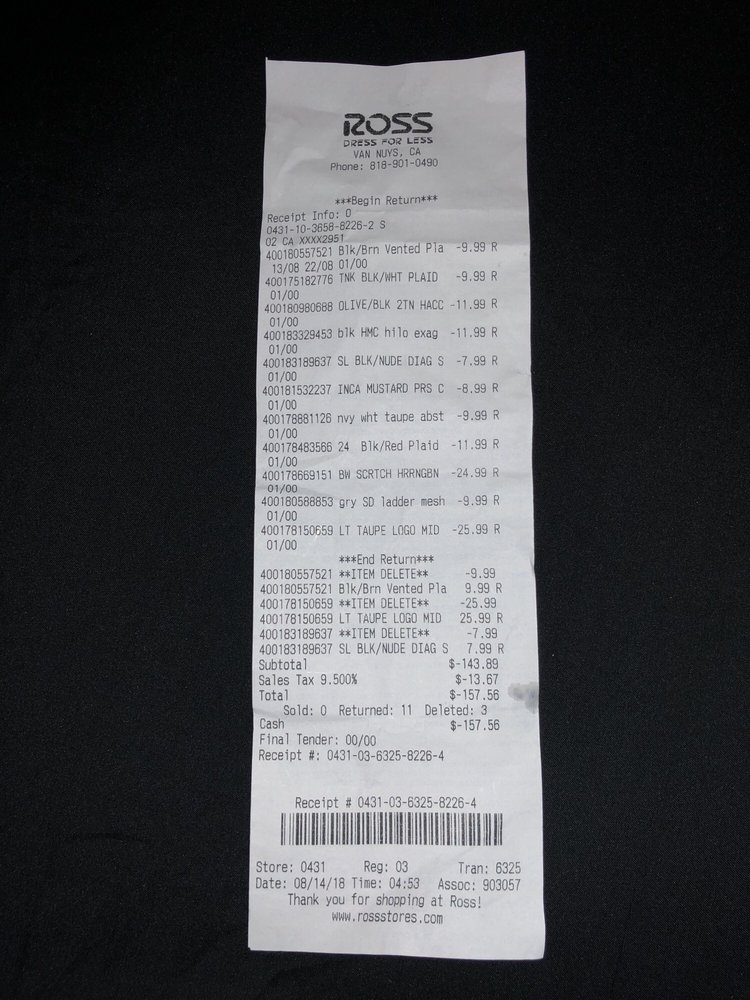 ROSS
DRESS FOR LESS
VAN NUYS, CA
Phone: 818-901-0490
***Begin Return***
Receipt Info: 0
0431-10-3658-8226-2 S
02 CA XXXX2951
400180557521 Blk/Brn Vented Pla -9.99 R
13/08 22/08 01/00
400175182776 TNK BLK/WHT PLAID -9.99 R
01/00
400180980688 OLIVE/BLK 2TN HACC -11.99 R
01/00
400183329453 blk HMC hilo exag -11.99 R
01/00
400183189637 SL BLK/NUDE DIAG S -7.99 R
01/00
400181532237 INCA MUSTARD PRS C -8.99 R
01/00
400178881126 nvy wht taupe abst -9.99 R
01/00
400178483566 24 Blk/Red Plaid -11.99 R
01/00
400178669151 BW SCRTCH HRRNGBN -24.99 R
01/00
400180588853 gry SD ladder mesh -9.99 R
01/00
400178150659 LT TAUPE LOGO MID -25.99 R
01/00
***End Return***
400180557521 **ITEM DELETE** -9.99
400180557521 Blk/Brn Vented Pla 9.99 R
400178150659 **ITEM DELETE** -25.99
400178150659 LT TAUPE LOGO MID 25.99 R
400183189637 **ITEM DELETE** -7.99
400183189637 SL BLK/NUDE DIAG S 7.99 R
Subtotal $-143.89
Sales Tax 9.500% $-13.67
Total $-157.56
Sold: 0 Returned: 11 Deleted: 3
Cash $-157.56
Final Tender: 00/00
Receipt #: 0431-03-6325-8226-4
Receipt # 0431-03-6325-8226-4
Store: 0431 Reg: 03 Tran: 6325
Date: 08/14/18 Time: 04:53 Assoc: 903057
Thank you for shopping at Ross!
www.rossstores.com